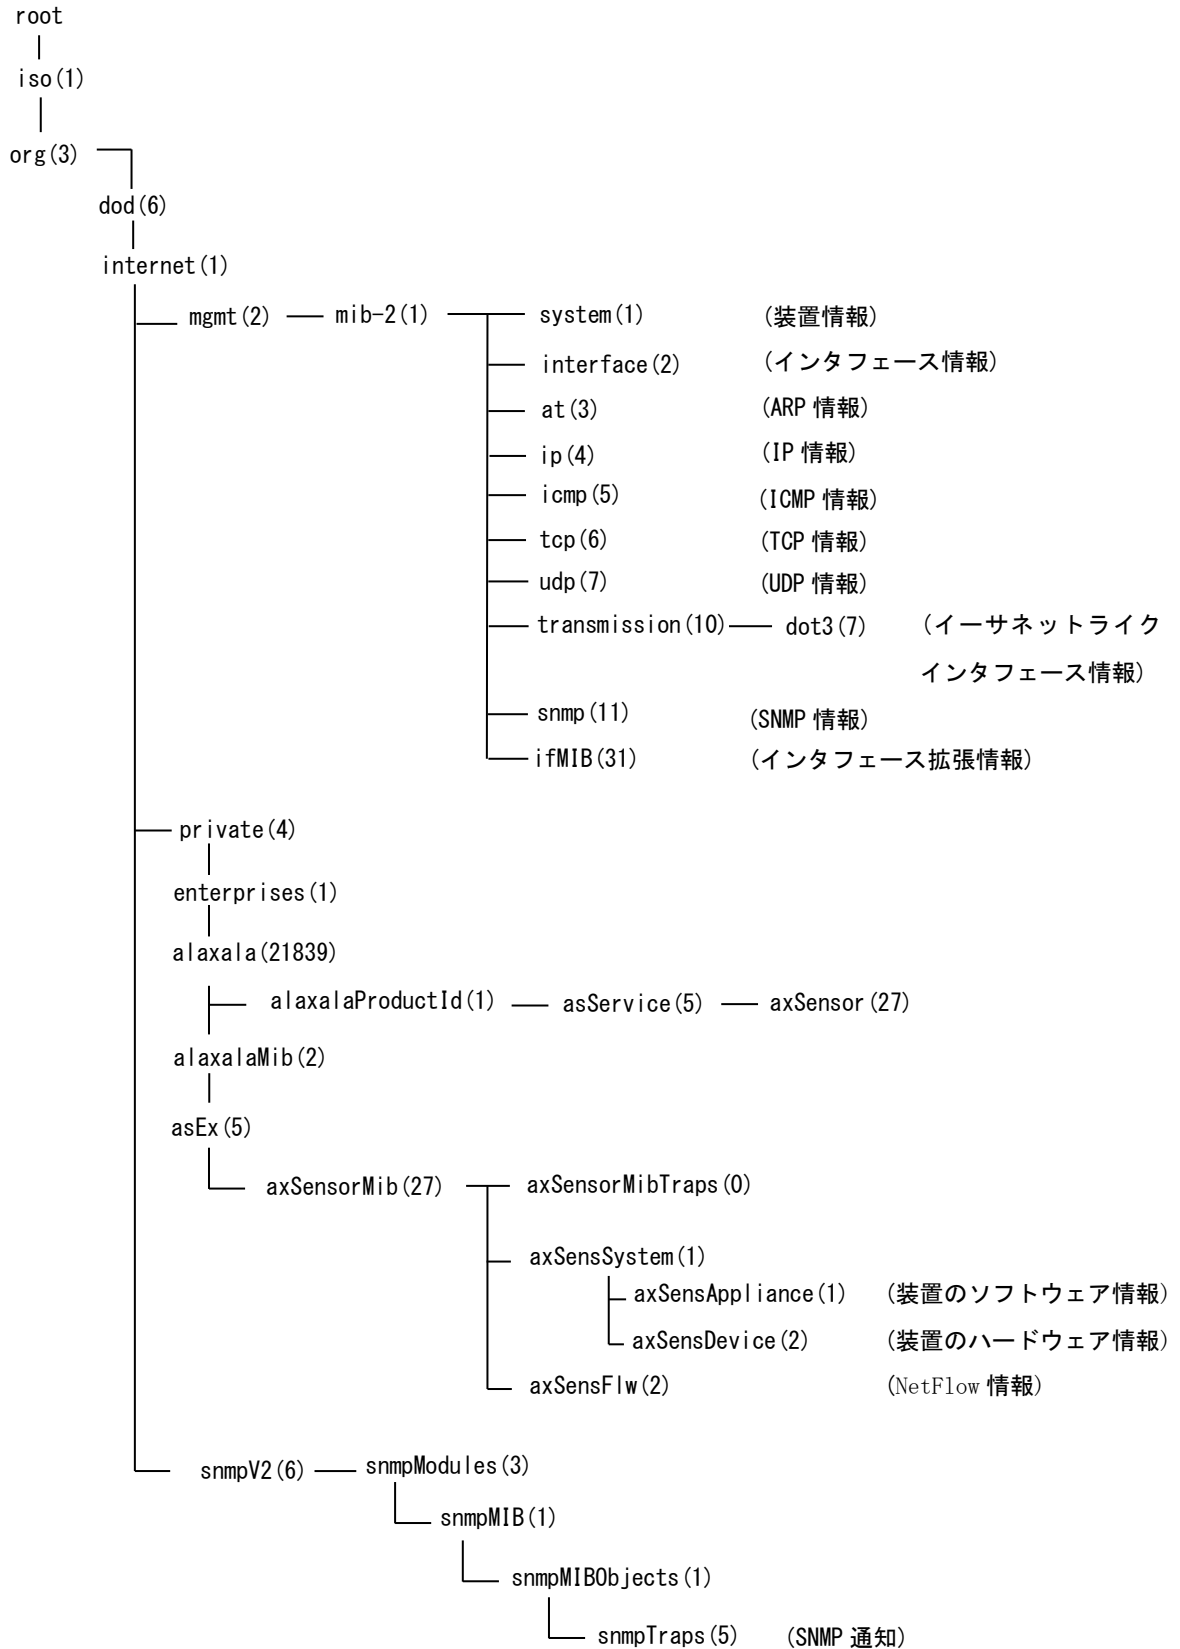 root
iso(1)
org(3)
dod(6)
internet(1)
mgmt(2) mib-2(1) system(1) (装置情報)
interface(2) (インタフェース情報)
at(3) (ARP 情報)
ip(4) (IP 情報)
icmp(5) (ICMP 情報)
tcp(6) (TCP 情報)
udp(7) (UDP 情報)
transmission(10) dot3(7) (イーサネットライク
インタフェース情報)
snmp(11) (SNMP 情報)
ifMIB(31) (インタフェース拡張情報)
private(4)
enterprises(1)
alaxala(21839)
alaxalaProductId(1) asService(5) axSensor(27)
alaxalaMib(2)
asEx(5)
axSensorMib(27) axSensorMibTraps(0)
axSensSystem(1)
axSensAppliance(1) (装置のソフトウェア情報)
axSensDevice(2) (装置のハードウェア情報)
axSensFlw(2) (NetFlow 情報)
snmpV2(6) snmpModules(3)
snmpMIB(1)
snmpMIBObjects(1)
snmpTraps(5) (SNMP 通知)